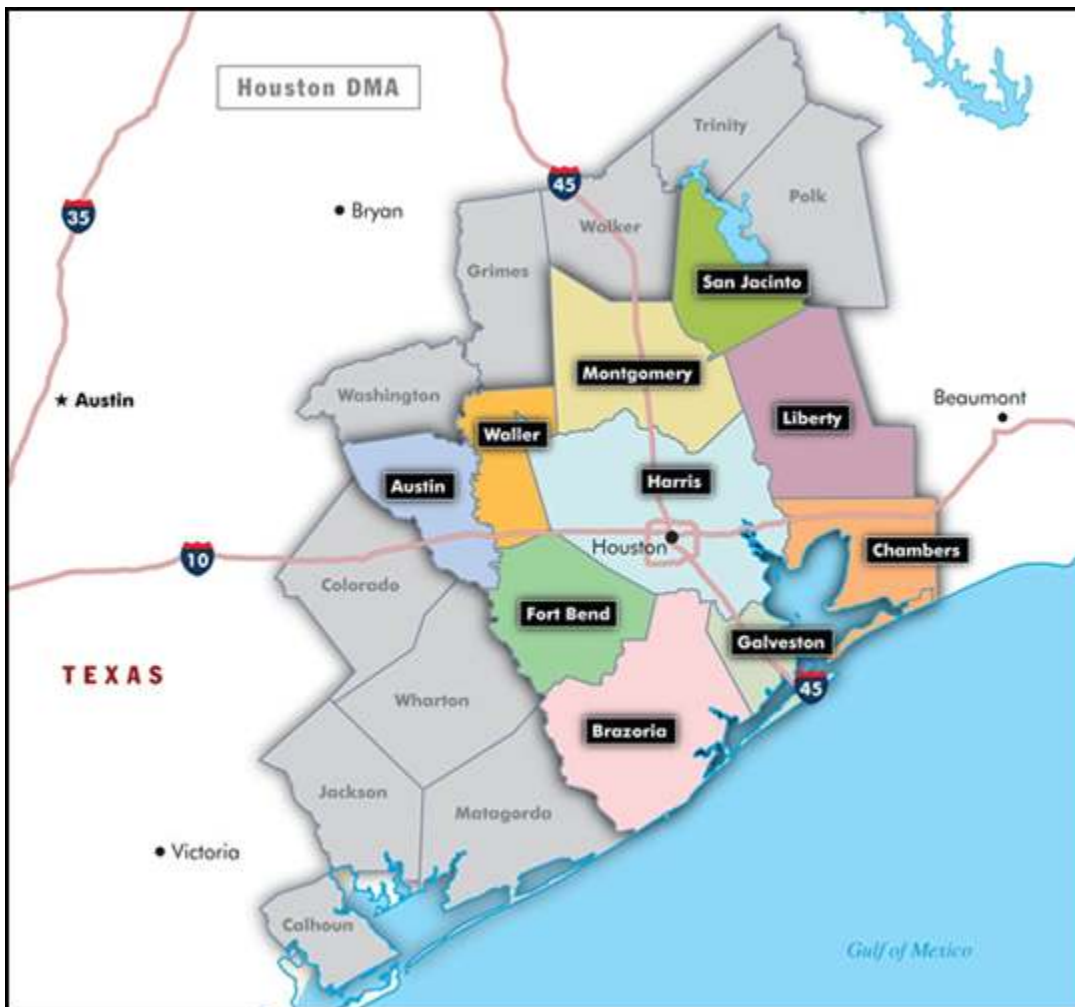 Houston DMA
Trinity
45
Polk
35
Bryan
Walker
Grimes
San Jacinto
Montgomery
Washington
Austin
Beaumont
Liberty
Waller
Austin
Harris
Houston
10
Chambers
Colorado
Fort Bend
Galveston
TEXAS
45
Wharton
Brazoria
Jackson
Matagorda
Victoria
Calhoun
Gulf of Mexico